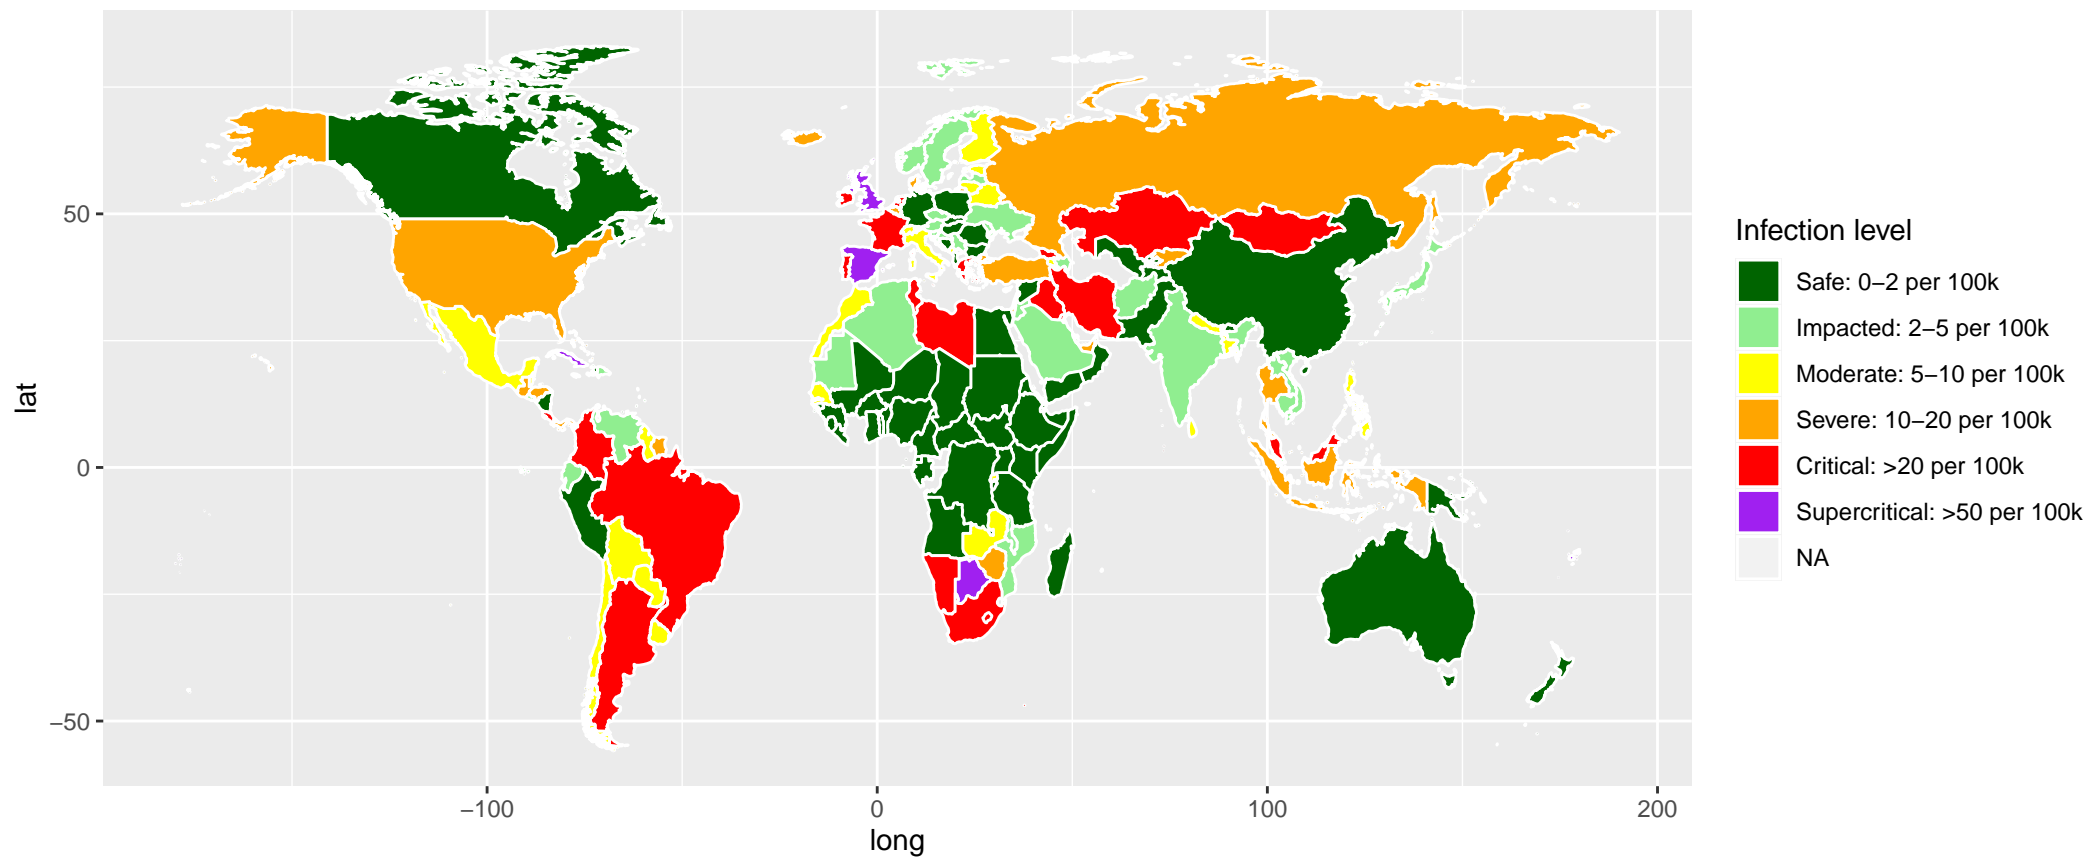 50
0
−50
lat
−100
0
100
200
long
Infection level
Safe: 0−2 per 100k
Impacted: 2−5 per 100k
Moderate: 5−10 per 100k
Severe: 10−20 per 100k
Critical: >20 per 100k
Supercritical: >50 per 100k
NA